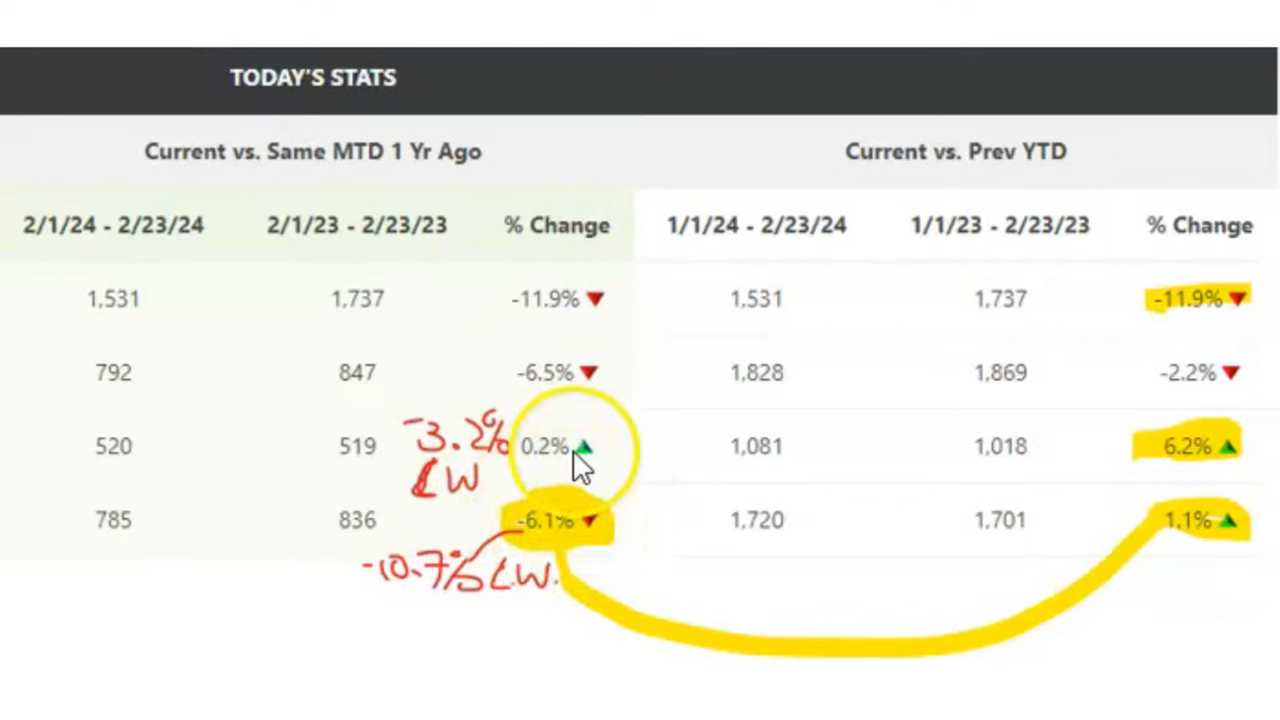 TODAY'S STATS
Current vs. Same MTD 1 Yr Ago Current vs. Prev YTD
2/1/24 - 2/23/24 2/1/23 - 2/23/23 % Change 1/1/24 - 2/23/24 1/1/23 - 2/23/23 % Change
1,531 1,737 -11.9% 1,531 1,737 -11.9%
792 847 -6.5% 1,828 1,869 -2.2%
520 519 -3.2% 0.2% 1,081 1,018 6.2%
LW
785 836 -6.1% 1,720 1,701 1.1%
-10.7% L.W.